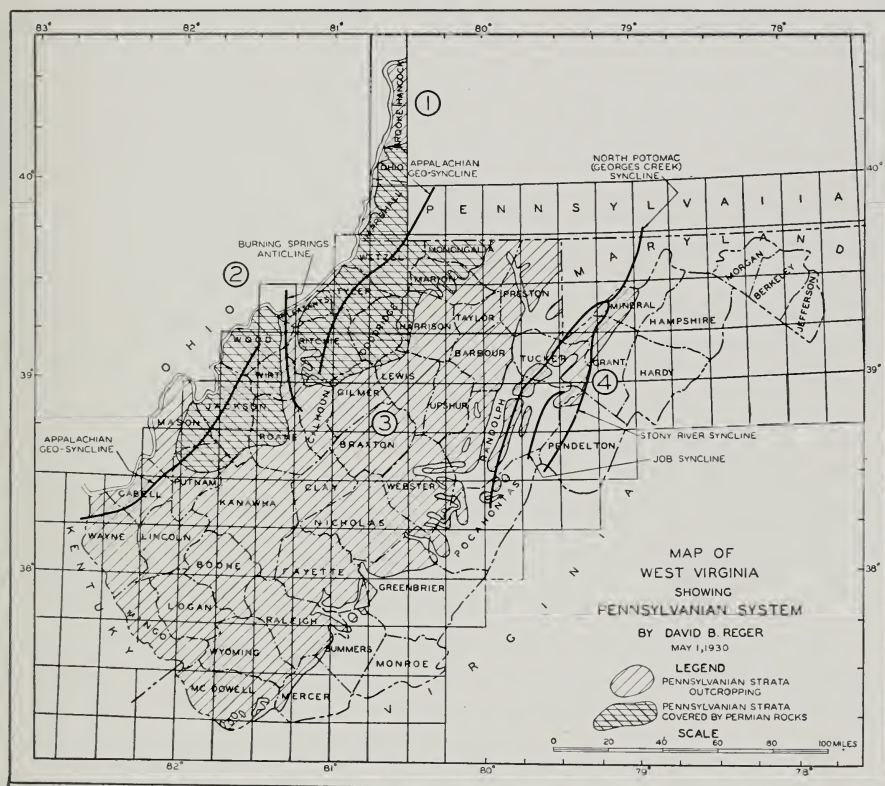 83°
82°
81°
80°
79°
78°
BROOKE HANCOCK
1
40°
APPALACHIAN
GEO-SYNCLINE
OHIO
NORTH POTOMAC
(GEORGES CREEK)
SYNCLINE
40°
MARSHALL
PENNSYLVAIIA
BURNING SPRINGS
ANTICLINE
2
WETZEL
MONONGALIA
MARYLAND
MORGAN
BERKELEY
JEFFERSON
OHIO
TYLER
MARION
PRESTON
MINERAL
HAMPSHIRE
WOOD
RITCHIE
DODDRIDGE
HARRISON
TAYLOR
BARBOUR
TUCKER
GRANT
HARDY
39°
WIRT
LEWIS
4
39°
JACKSON
CALHOUN
GILMER
UPSHUR
RANDOLPH
MASON
ROANE
3
BRAXTON
PENDELTON
STONY RIVER SYNCLINE
JOB SYNCLINE
APPALACHIAN
GEO-SYNCLINE
PUTNAM
CABELL
KANAWHA
CLAY
WEBSTER
POCAHONTAS
NICHOLAS
WAYNE
LINCOLN
KENTUCKY
38°
BOONE
FAYETTE
GREENBRIER
38°
LOGAN
MINGO
RALEIGH
WYOMING
SUMMERS
MONROE
MC DOWELL
MERCER
VIRGINIA
MAP OF
WEST VIRGINIA
SHOWING
PENNSYLVANIAN SYSTEM
BY DAVID B. REGER
MAY 1, 1930
LEGEND
PENNSYLVANIAN STRATA
OUTCROPPING
PENNSYLVANIAN STRATA
COVERED BY PERMIAN ROCKS
SCALE
0 20 40 60 80 100 MILES
82°
81°
80°
79°
78°